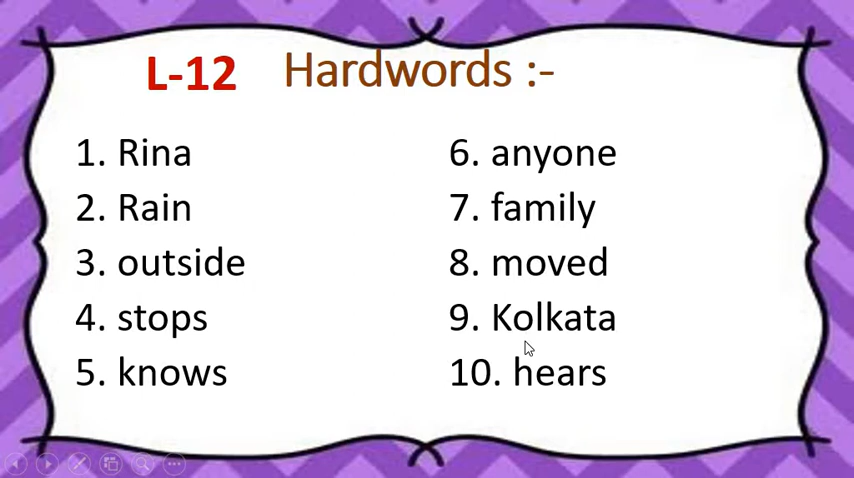 L-12 Hardwords :-
1. Rina
2. Rain
3. outside
4. stops
5. knows
6. anyone
7. family
8. moved
9. Kolkata
10. hears